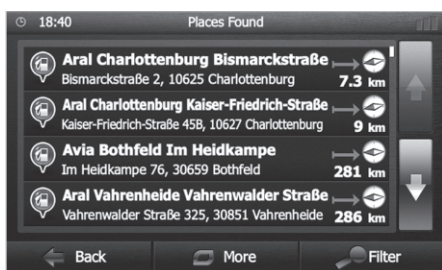 18:40 Places Found
Aral Charlottenburg Bismarckstraße
Bismarckstraße 2, 10625 Charlottenburg 7.3 km
Aral Charlottenburg Kaiser-Friedrich-Straße
Kaiser-Friedrich-Straße 45B, 10627 Charlottenburg 9 km
Avia Bothfeld Im Heidkampe
Im Heidkampe 76, 30659 Bothfeld 281 km
Aral Vahrenheide Vahrenwalder Straße
Vahrenwalder Straße 325, 30851 Vahrenheide 286 km
Back More Filter